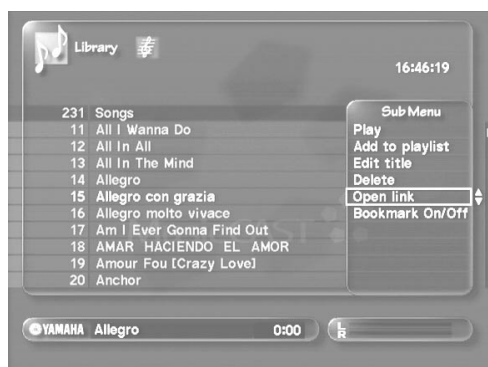 Library
16:46:19
231 Songs
11 All I Wanna Do
12 All In All
13 All In The Mind
14 Allegro
15 Allegro con grazia
16 Allegro molto vivace
17 Am I Ever Gonna Find Out
18 AMAR HACIENDO EL AMOR
19 Amour Fou [Crazy Love]
20 Anchor
Sub Menu
Play
Add to playlist
Edit title
Delete
Open link
Bookmark On/Off
YAMAHA Allegro 0:00
L
R